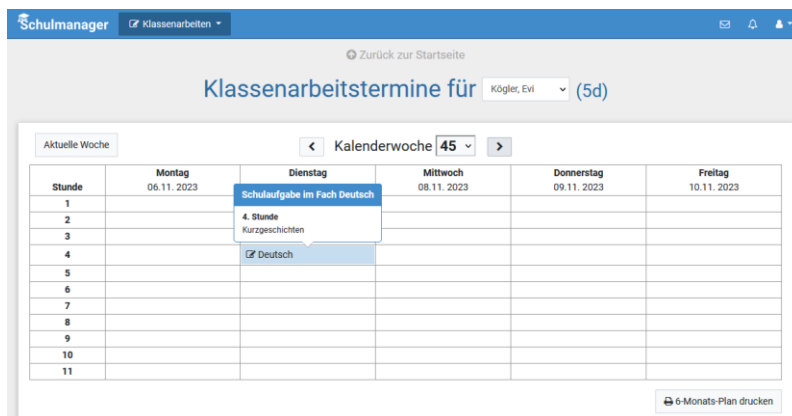 Schulmanager Klassenarbeiten
Zurück zur Startseite
Klassenarbeitstermine für Kögler, Evi (5d)
Aktuelle Woche Kalenderwoche 45
Stunde Montag 06.11. 2023 Dienstag Mittwoch 08.11. 2023 Donnerstag 09.11. 2023 Freitag 10.11. 2023
Schulaufgabe im Fach Deutsch
4. Stunde
Kurzgeschichten
1
2
3
4 Deutsch
5
6
7
8
9
10
11
6-Monats-Plan drucken